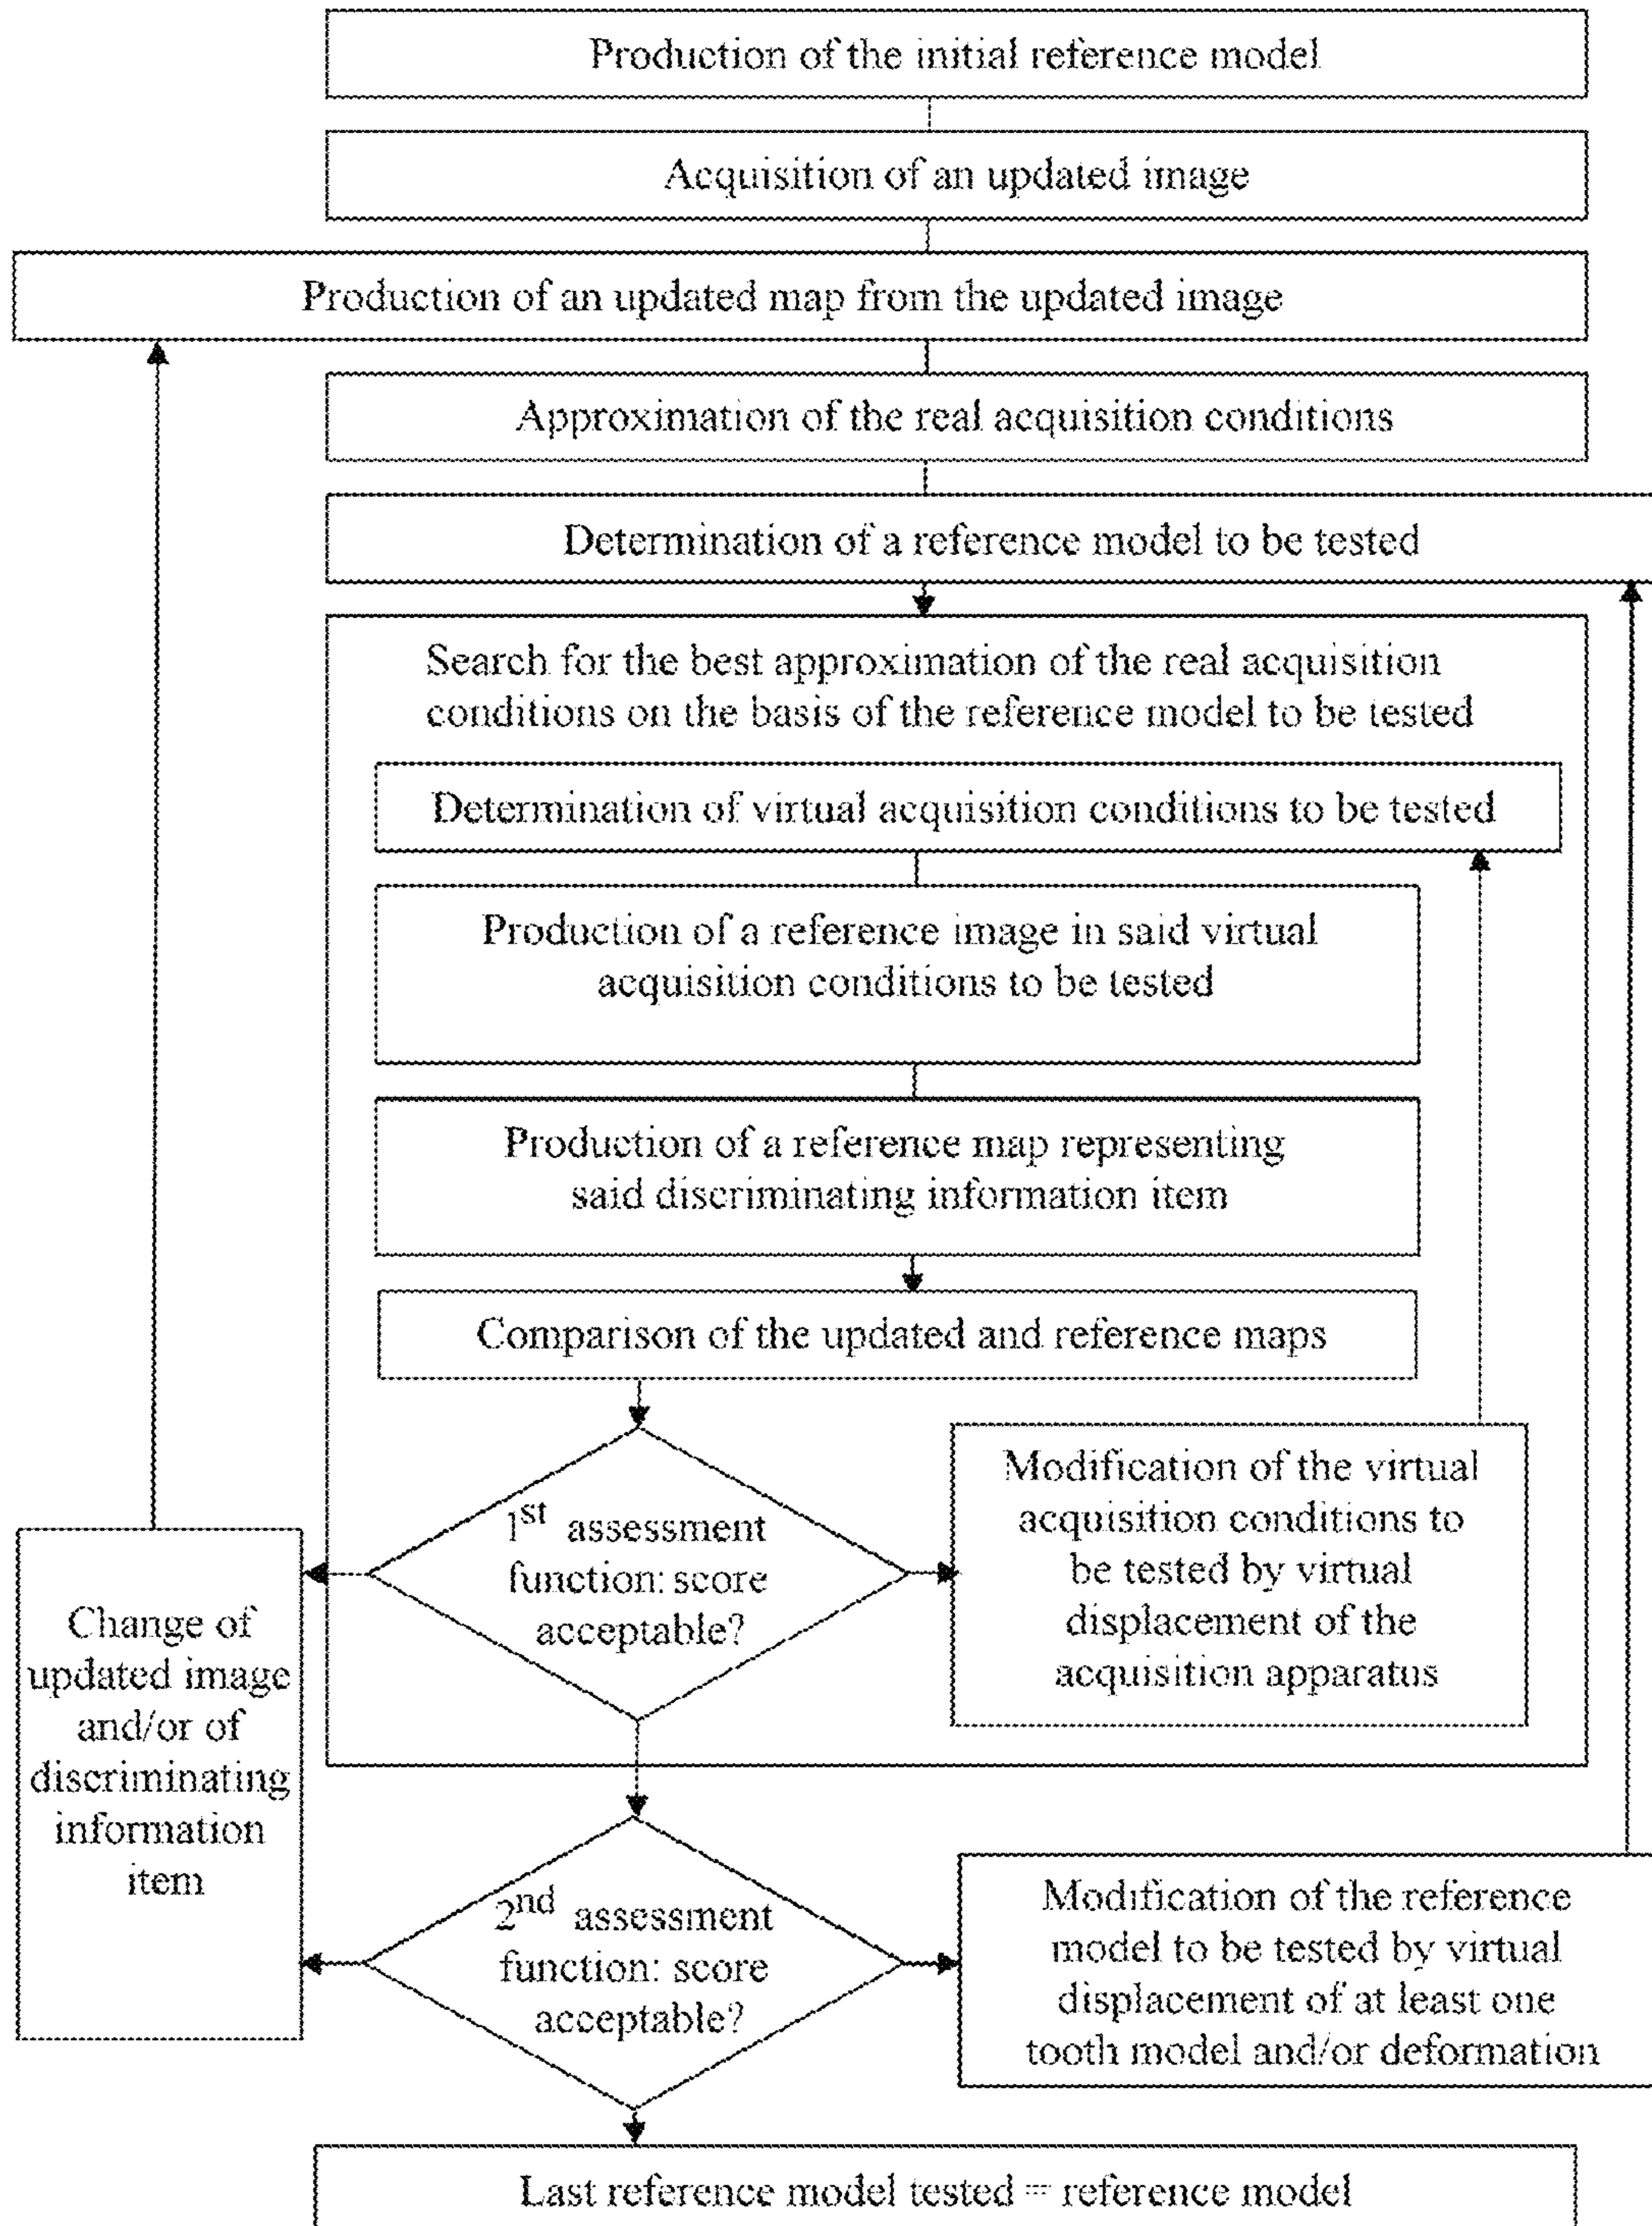 Production of the initial reference model
Acquisition of an updated image
Production of an updated map from the updated image
Approximation of the real acquisition conditions
Determination of a reference model to be tested
Search for the best approximation of the real acquisition
conditions on the basis of the reference model to be tested
Determination of virtual acquisition conditions to be tested
Production of a reference image in said virtual
acquisition conditions to be tested
Production of a reference map representing
said discriminating information item
Comparison of the updated and reference maps
1st assessment
function: score
acceptable?
Modification of the virtual
acquisition conditions to
be tested by virtual
displacement of the
acquisition apparatus
Change of
updated image
and/or of
discriminating
information
item
2nd assessment
function: score
acceptable?
Modification of the reference
model to be tested by virtual
displacement of at least one
tooth model and/or deformation
Last reference model tested = reference model